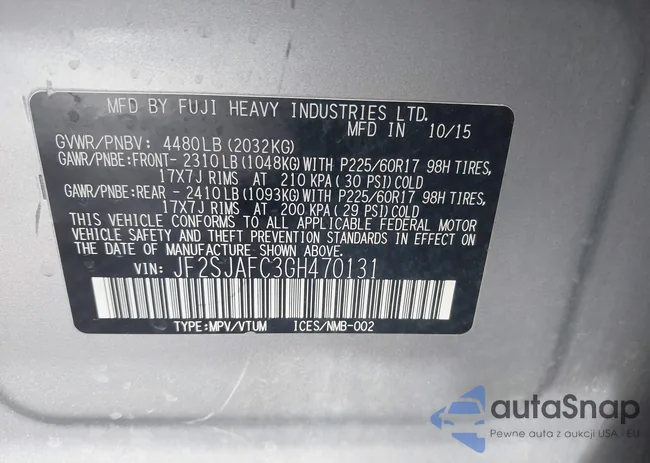 MFD BY FUJI HEAVY INDUSTRIES LTD.
MFD IN 10/15
GVWR/PNBV: 4480LB (2032KG)
GAWR/PNBE:FRONT- 2310LB (1048KG) WITH P225/60R17 98H TIRES,
17X7J RIMS AT 210 KPA (30 PSI) COLD
GAWR/PNBE:REAR - 2410LB (1093KG) WITH P225/60R17 98H TIRES,
17X7J RIMS AT 200 KPA (29 PSI) COLD
THIS VEHICLE CONFORMS TO ALL APPLICABLE FEDERAL MOTOR
VEHICLE SAFETY AND THEFT PREVENTION STANDARDS IN EFFECT ON
THE DATE OF MANUFACTURE SHOWN ABOVE.
VIN: JF2SJAFC3GH470131
TYPE:MPV/VTUM ICES/NMB-002
autaSnap
Pewne auta z aukcji USA - EU